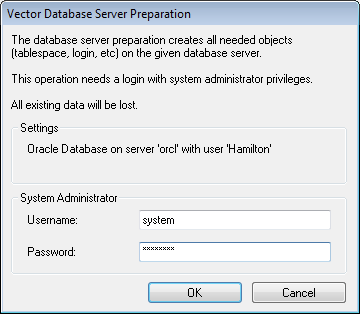 Vector Database Server Preparation
The database server preparation creates all needed objects
(tablespace, login, etc) on the given database server.
This operation needs a login with system administrator privileges.
All existing data will be lost.
Settings
Oracle Database on server 'orcl' with user 'Hamilton'
System Administrator
Username: system
Password: ********
OK Cancel